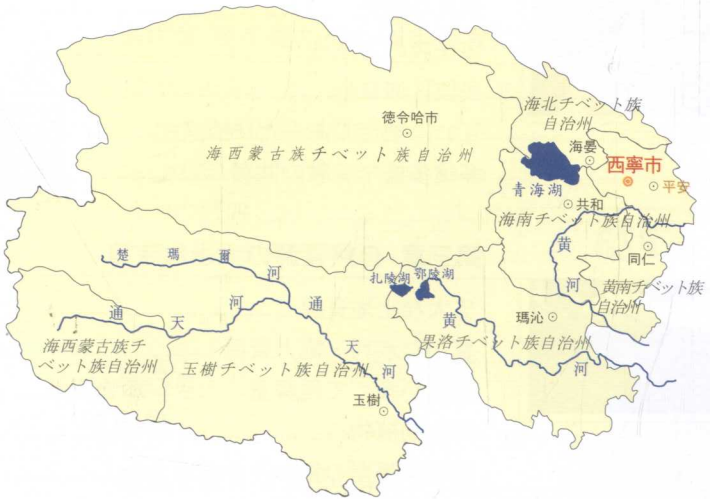 海北チベット族
自治州
徳令哈市
海晏
海西蒙古族チベット族自治州
西寧市
青海湖
平安
共和
海南チベット族自治州
黄河
同仁
楚瑪爾河
扎陵湖
鄂陵湖
黄南チベット族
自治州
通天河
通天河
黄河
瑪沁
果洛チベット族自治州
海西蒙古族チ
ベット族自治州
玉樹チベット族自治州
玉樹